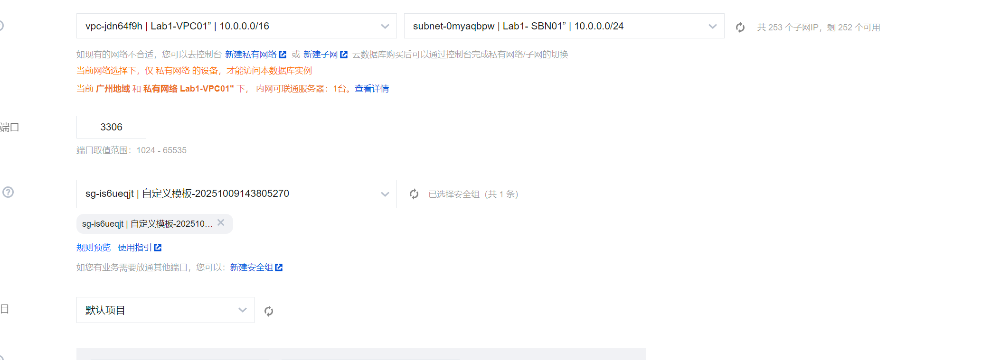 vpc-jdn64f9h | Lab1-VPC01” | 10.0.0.0/16
subnet-0myaqbpw | Lab1- SBN01” | 10.0.0.0/24
共 253 个子网IP，剩 252 个可用
如现有的网络不合适，您可以去控制台 新建私有网络 或 新建子网 云数据库购买后可以通过控制台完成私有网络/子网的切换
当前网络选择下，仅 私有网络 的设备，才能访问本数据库实例
当前 广州地域 和 私有网络 Lab1-VPC01” 下， 内网可联通服务器：1台。查看详情
端口
3306
端口取值范围：1024 - 65535
sg-is6ueqjt | 自定义模板-20251009143805270
已选择安全组（共 1 条）
sg-is6ueqjt | 自定义模板-202510...
规则预览 使用指引
如您有业务需要放通其他端口，您可以：新建安全组
目
默认项目